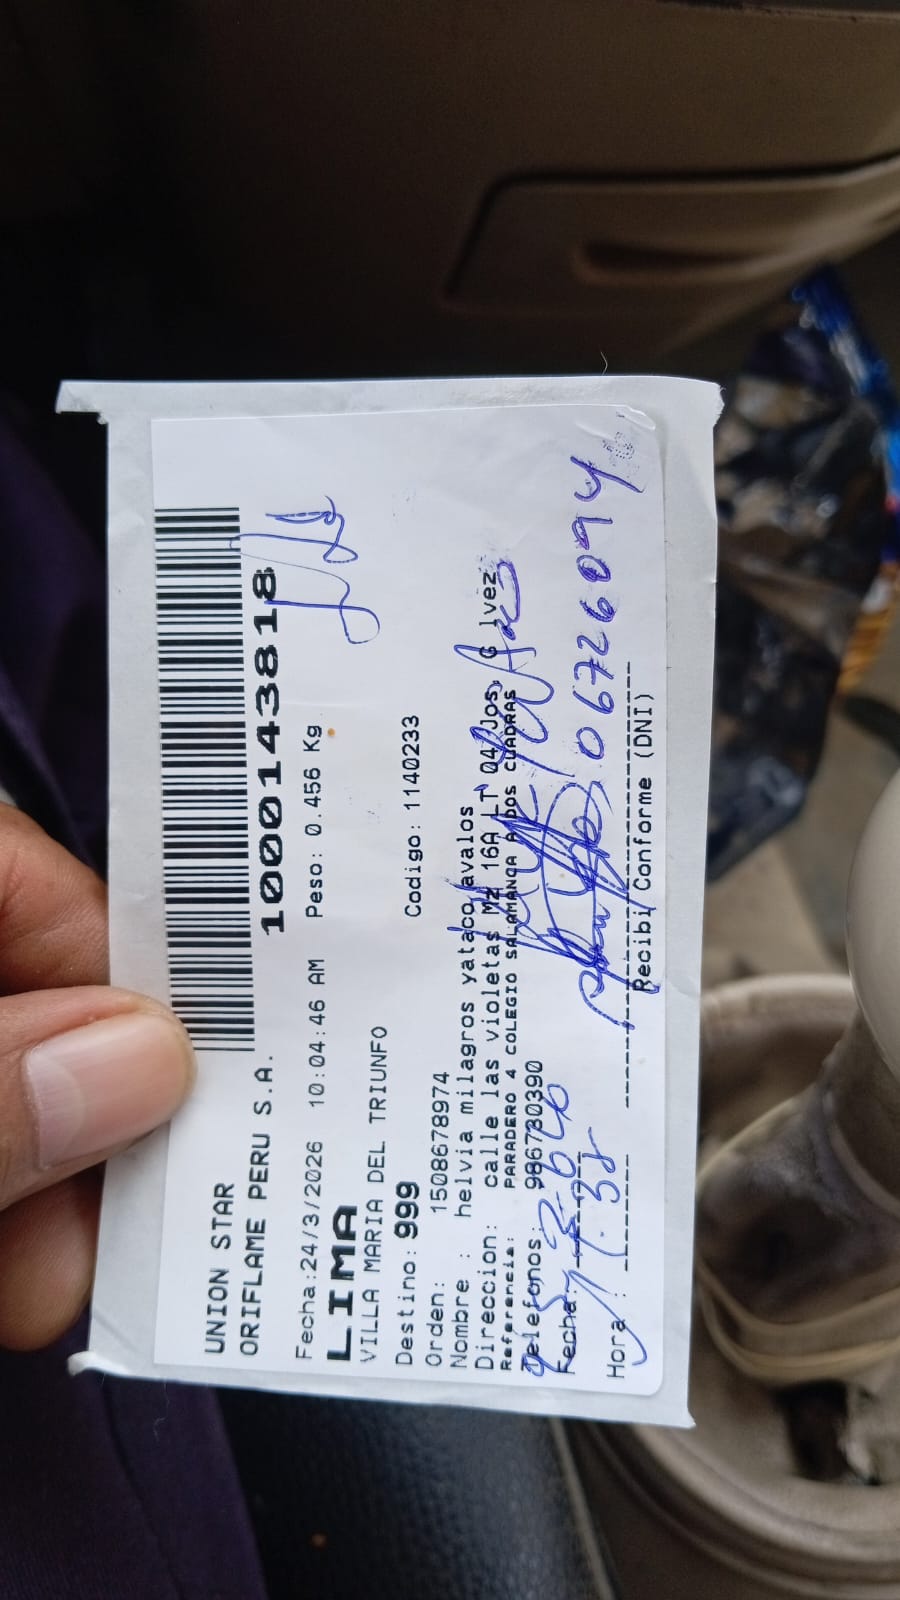 UNION STAR
ORIFLAME PERU S.A.
1000143818
Fecha:24/3/2026 10:04:46 AM Peso: 0.456 Kg
LIMA
VILLA MARIA DEL TRIUNFO
Destino: 999 Codigo: 1140233
Orden: 1508678974
Nombre : helvia milagros yataco avalos
Direccion: calle las violetas Mz 16A LT 04 Jos G lvez
Referencia: PARADERO 4 COLEGIO SALAMANCA A DOS CUADRAS
Telefonos: 986730390
Fecha:
Hora :
06726094
Recibi Conforme (DNI)